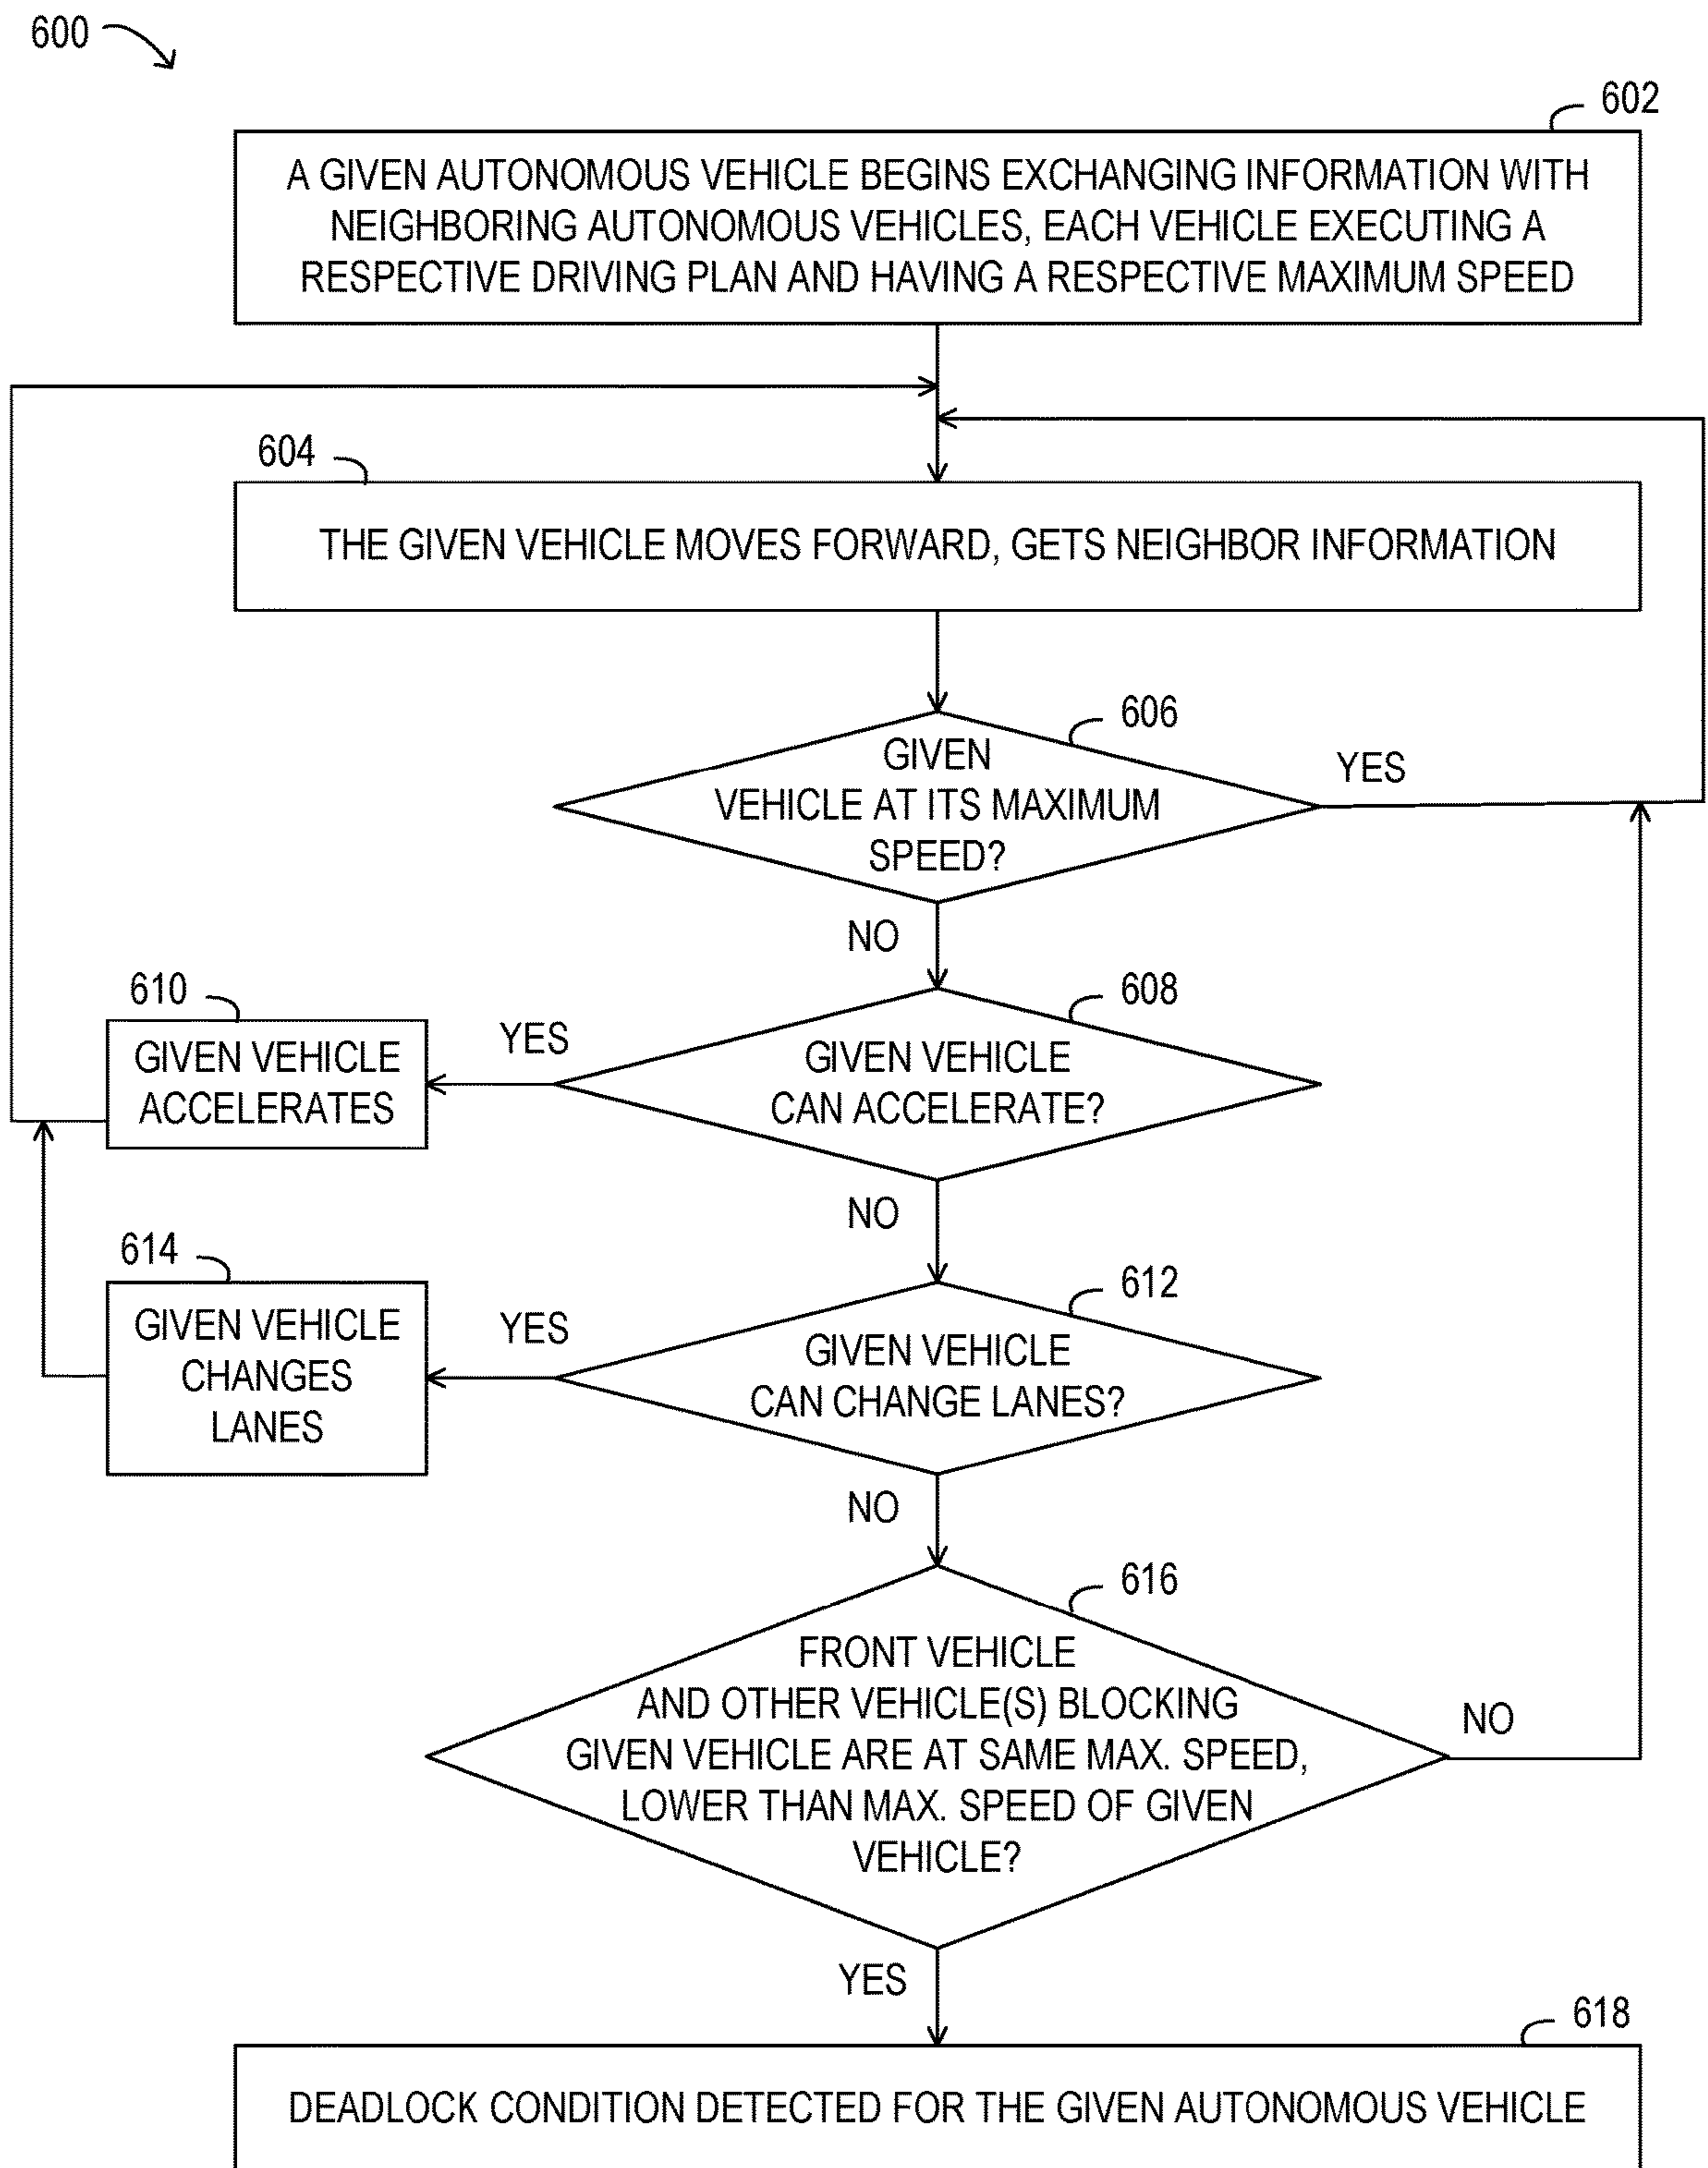 600
602
A GIVEN AUTONOMOUS VEHICLE BEGINS EXCHANGING INFORMATION WITH
NEIGHBORING AUTONOMOUS VEHICLES, EACH VEHICLE EXECUTING A
RESPECTIVE DRIVING PLAN AND HAVING A RESPECTIVE MAXIMUM SPEED
604
THE GIVEN VEHICLE MOVES FORWARD, GETS NEIGHBOR INFORMATION
606
GIVEN
VEHICLE AT ITS MAXIMUM
SPEED?
YES
NO
608
GIVEN VEHICLE
CAN ACCELERATE?
YES
610
GIVEN VEHICLE
ACCELERATES
NO
612
GIVEN VEHICLE
CAN CHANGE LANES?
YES
614
GIVEN VEHICLE
CHANGES
LANES
NO
616
FRONT VEHICLE
AND OTHER VEHICLE(S) BLOCKING
GIVEN VEHICLE ARE AT SAME MAX. SPEED,
LOWER THAN MAX. SPEED OF GIVEN
VEHICLE?
NO
YES
618
DEADLOCK CONDITION DETECTED FOR THE GIVEN AUTONOMOUS VEHICLE